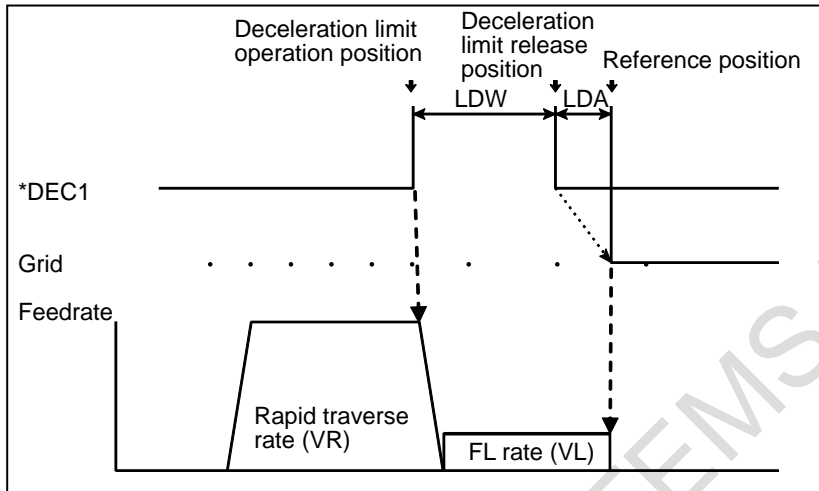 Deceleration limit
operation position
Deceleration
limit release
position
Reference position
LDW
LDA
*DEC1
Grid
Feedrate
Rapid traverse
rate (VR)
FL rate (VL)